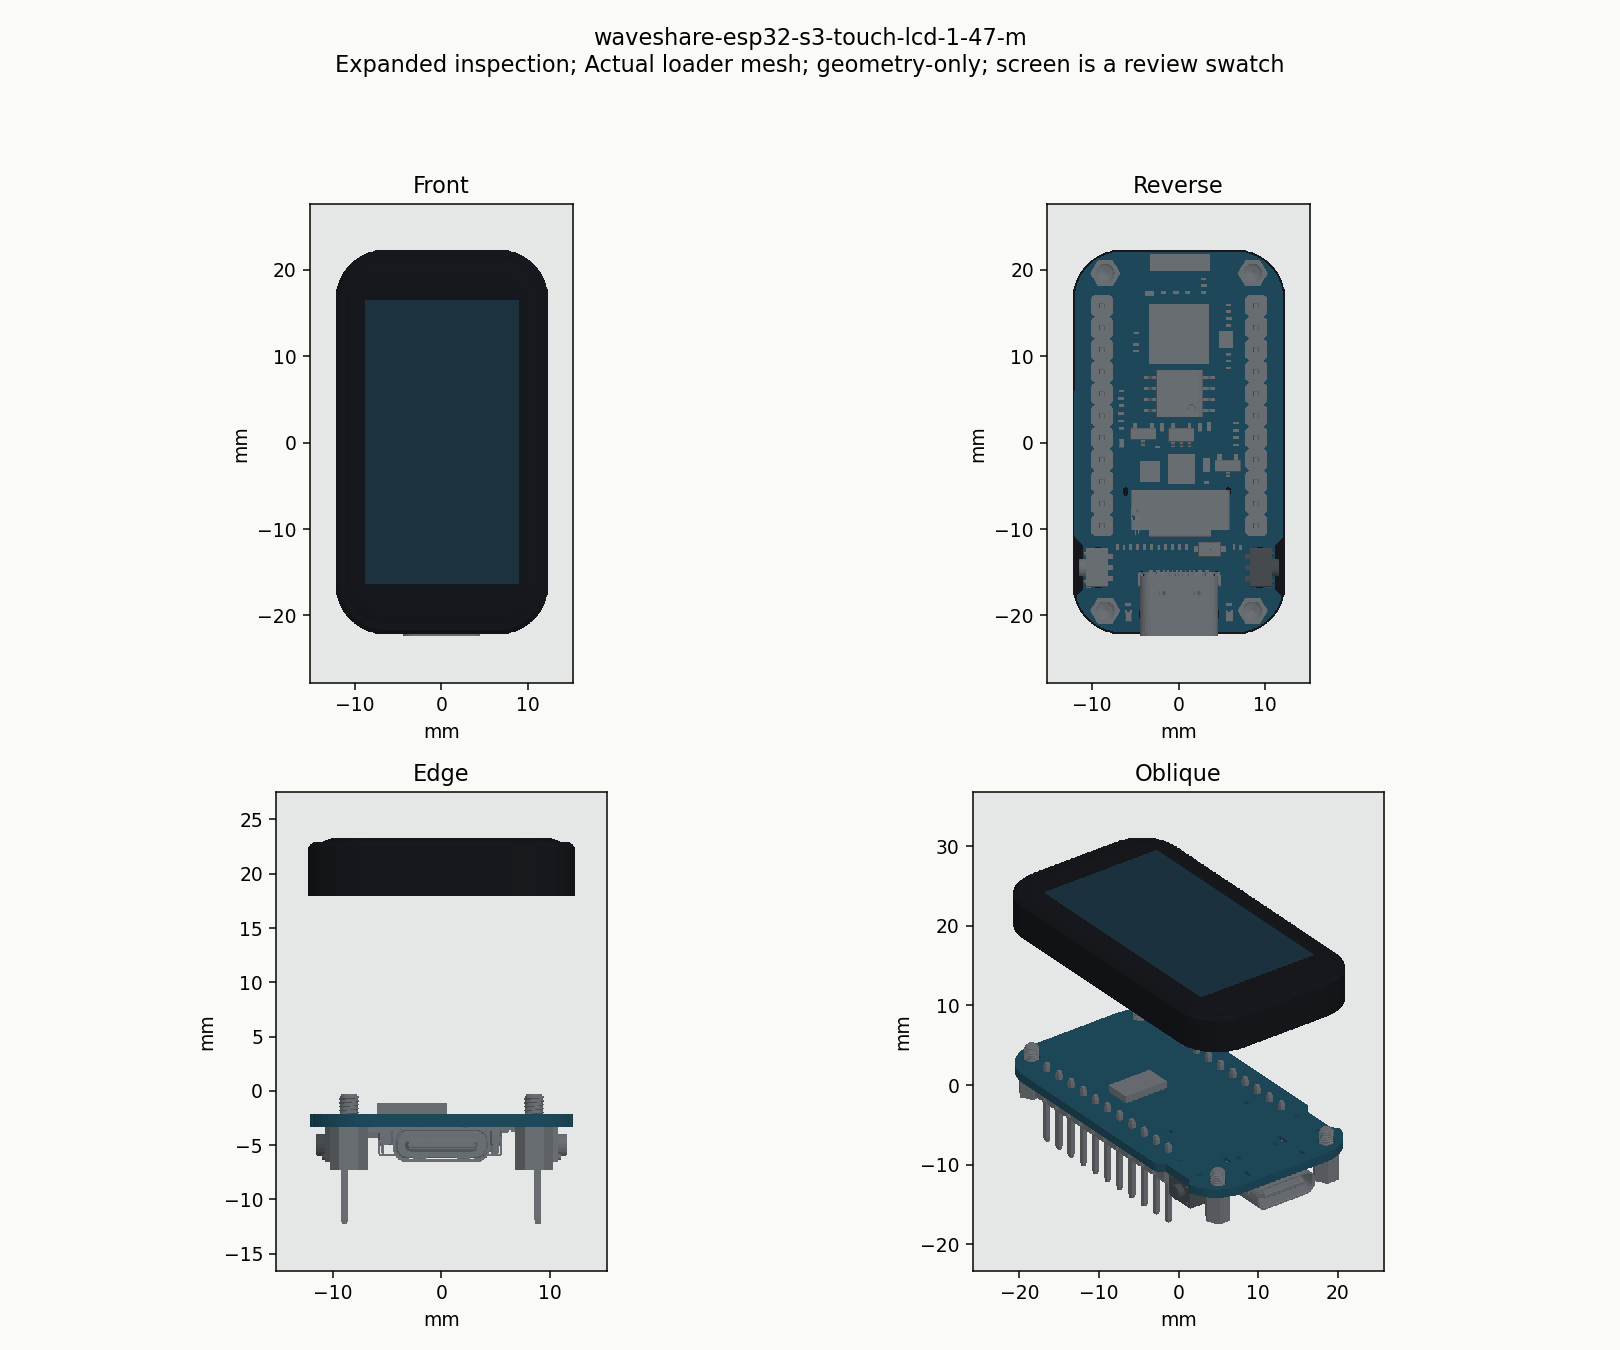 waveshare-esp32-s3-touch-lcd-1-47-m
Expanded inspection; Actual loader mesh; geometry-only; screen is a review swatch
Front
20
10
0
−10
−20
mm
−10
0
10
mm
Reverse
20
10
0
−10
−20
mm
−10
0
10
mm
Edge
25
20
15
10
5
0
−5
−10
−15
mm
−10
0
10
mm
Oblique
30
20
10
0
−10
−20
mm
−20
−10
0
10
20
mm